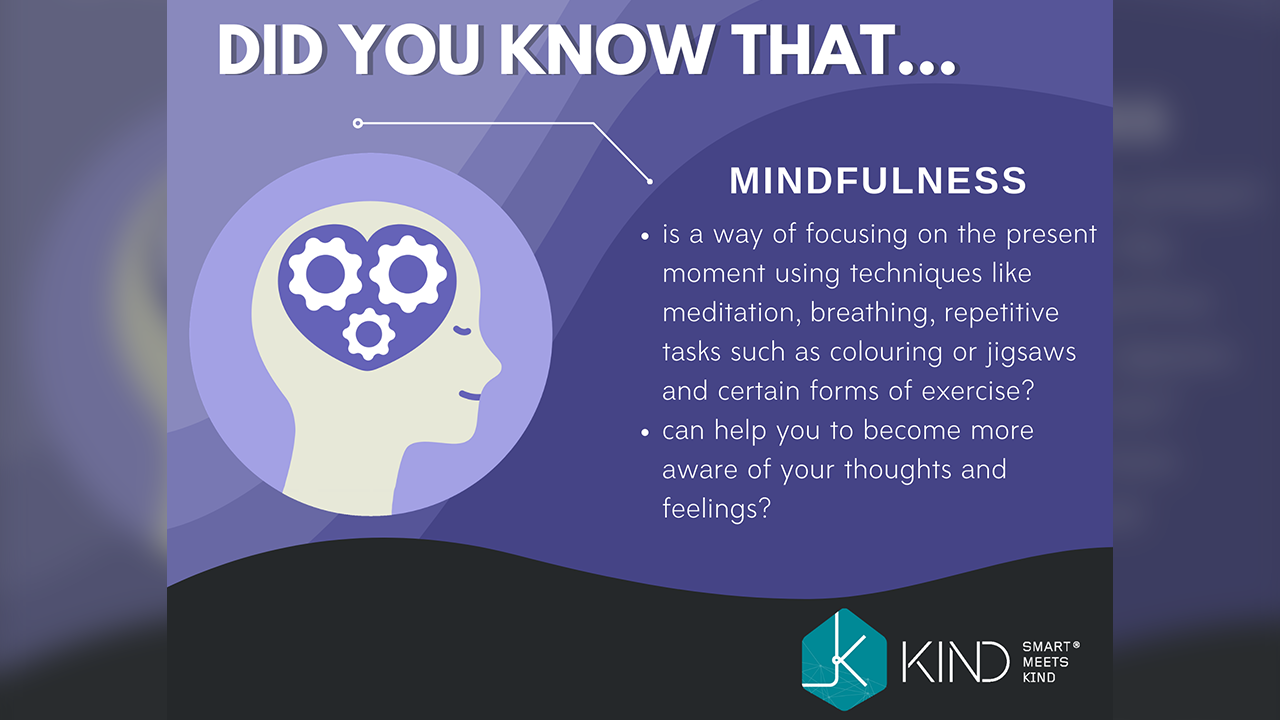 DID YOU KNOW THAT...
MINDFULNESS
• is a way of focusing on the present
moment using techniques like
meditation, breathing, repetitive
tasks such as colouring or jigsaws
and certain forms of exercise?
• can help you to become more
aware of your thoughts and
feelings?
K
KIND
SMART®
MEETS
KIND